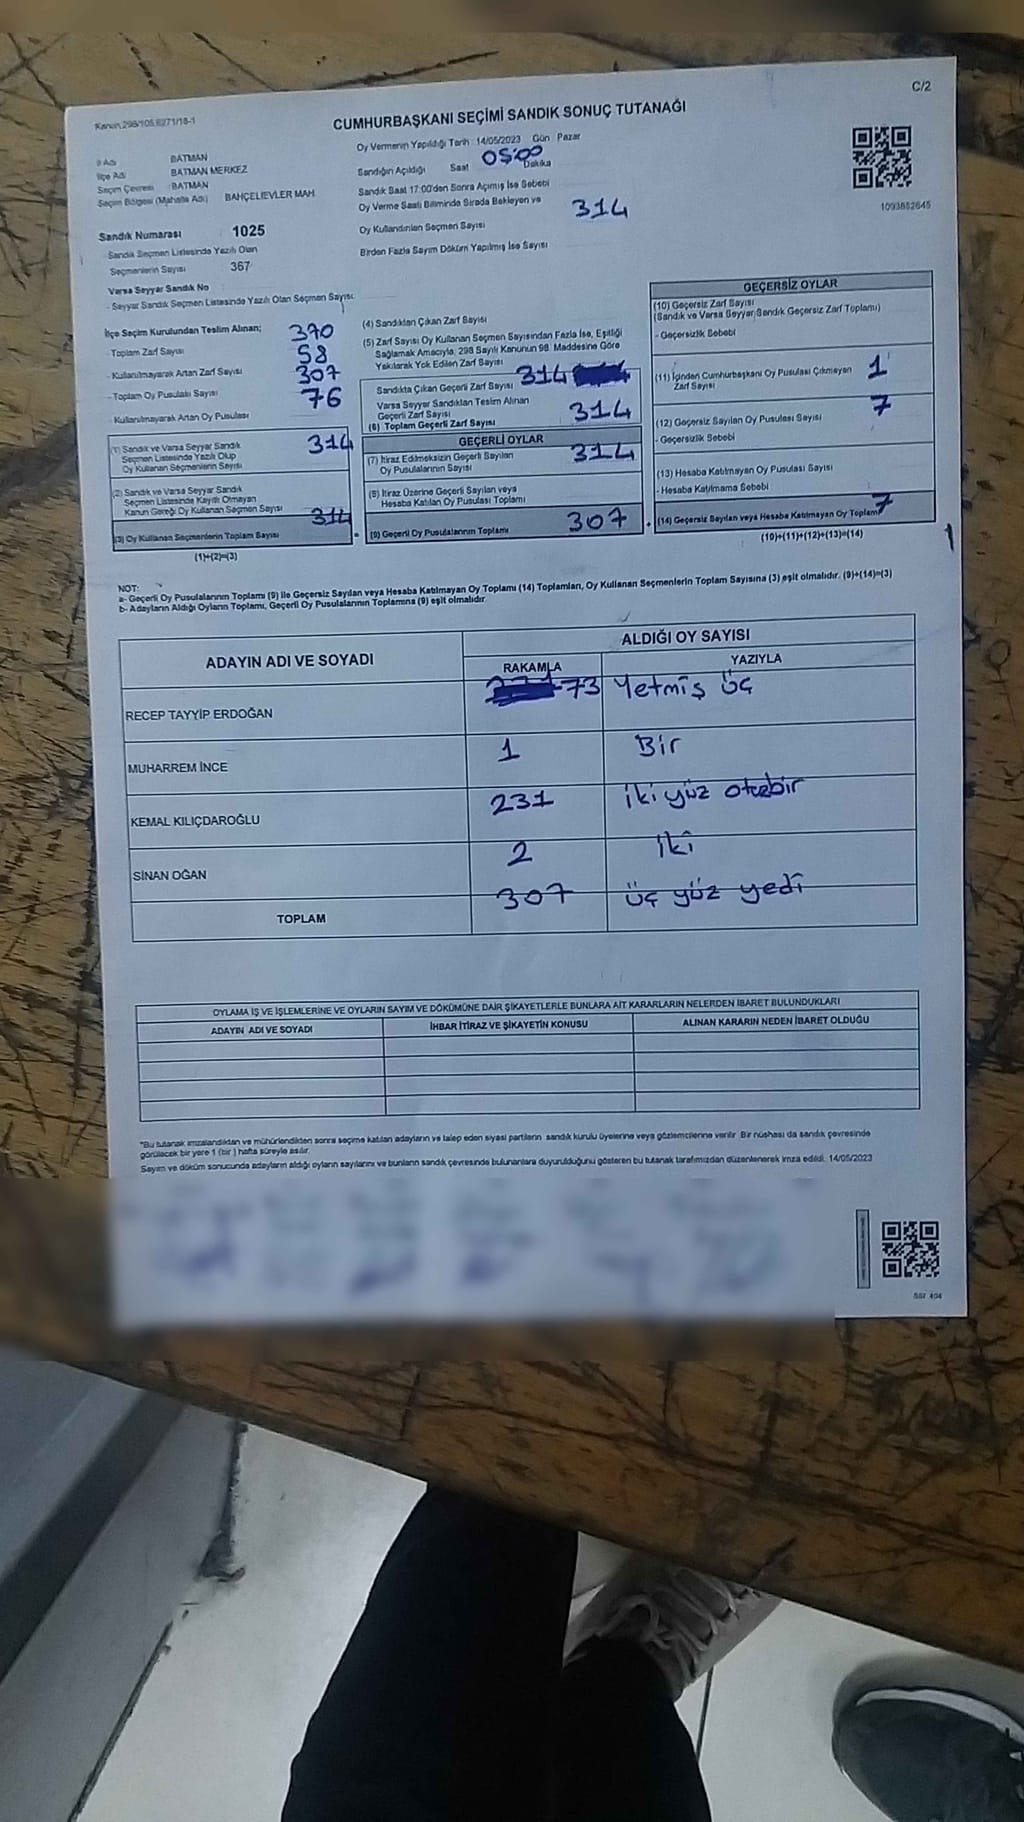 C/2
Kanun 298/105,6271/18-1
CUMHURBAŞKANI SEÇİMİ SANDIK SONUÇ TUTANAĞI
Oy Vermenin Yapıldığı Tarih : 14/05/2023 Gün Pazar
Sandığın Açıldığı Saat 05:00 Dakika
Sandık Saat 17:00'den Sonra Açımış İse Sebebi
Oy Verme Saati Bitiminde Sırada Bekleyen ve
Oy Kullandırılan Seçmen Sayısı 314
Birden Fazla Sayım Döküm Yapılmış İse Sayısı
1093852645
İl Adı BATMAN
İlçe Adı BATMAN MERKEZ
Seçim Çevresi : BATMAN
Seçim Bölgesi (Mahalle Adı) BAHÇELİEVLER MAH.
Sandık Numarası 1025
Sandık Seçmen Listesinde Yazılı Olan
Seçmenlerin Sayısı 367
Varsa Seyyar Sandık No
- Seyyar Sandık Seçmen Listesinde Yazılı Olan Seçmen Sayısı:
İlçe Seçim Kurulundan Teslim Alınan;
- Toplam Zarf Sayısı 370
- Kullanılmayarak Artan Zarf Sayısı 58
- Toplam Oy Pusulası Sayısı 307
- Kullanılmayarak Artan Oy Pusulası 76
(1) Sandık ve Varsa Seyyar Sandık
Seçmen Listesinde Yazılı Olup
Oy Kullanan Seçmenlerin Sayısı 314
(2) Sandık ve Varsa Seyyar Sandık
Seçmen Listesinde Kayıtlı Olmayan
Kanun Gereği Oy Kullanan Seçmen Sayısı
(3) Oy Kullanan Seçmenlerin Toplam Sayısı 314
(1)+(2)=(3)
(4) Sandıktan Çıkan Zarf Sayısı
(5) Zarf Sayısı Oy Kullanan Seçmen Sayısından Fazla İse, Eşitliği
Sağlamak Amacıyla, 298 Sayılı Kanunun 98. Maddesine Göre
Yakılarak Yok Edilen Zarf Sayısı
Sandıkta Çıkan Geçerli Zarf Sayısı 314
Varsa Seyyar Sandıktan Teslim Alınan
Geçerli Zarf Sayısı
(6) Toplam Geçerli Zarf Sayısı 314
GEÇERLİ OYLAR
(7) İtiraz Edilmeksizin Geçerli Sayılan
Oy Pusulalarının Sayısı 314
(8) İtiraz Üzerine Geçerli Sayılan veya
Hesaba Katılan Oy Pusulası Toplamı
(9) Geçerli Oy Pusulalarının Toplamı 307
GEÇERSİZ OYLAR
(10) Geçersiz Zarf Sayısı
(Sandık ve Varsa Seyyar Sandık Geçersiz Zarf Toplamı)
- Geçersizlik Sebebi
(11) İçinden Cumhurbaşkanı Oy Pusulası Çıkmayan
Zarf Sayısı 1
(12) Geçersiz Sayılan Oy Pusulası Sayısı 7
- Geçersizlik Sebebi
(13) Hesaba Katılmayan Oy Pusulası Sayısı
- Hesaba Katılmama Sebebi
(14) Geçersiz Sayılan veya Hesaba Katılmayan Oy Toplamı 7
(10)+(11)+(12)+(13)=(14)
1
NOT:
a- Geçerli Oy Pusulalarının Toplamı (9) ile Geçersiz Sayılan veya Hesaba Katılmayan Oy Toplamı (14) Toplamları, Oy Kullanan Seçmenlerin Toplam Sayısına (3) eşit olmalıdır. (9)+(14)=(3)
b- Adayların Aldığı Oyların Toplamı, Geçerli Oy Pusulalarının Toplamına (9) eşit olmalıdır.
ADAYIN ADI VE SOYADI
ALDIĞI OY SAYISI
RAKAMLA YAZIYLA
RECEP TAYYİP ERDOĞAN 73 Yetmiş üç
MUHARREM İNCE 1 Bir
KEMAL KILIÇDAROĞLU 231 iki yüz otuzbir
SİNAN OĞAN 2 iki
TOPLAM 307 üç yüz yedi
OYLAMA İŞ VE İŞLEMLERİNE VE OYLARIN SAYIM VE DÖKÜMÜNE DAİR ŞİKAYETLERLE BUNLARA AİT KARARLARIN NELERDEN İBARET BULUNDUKLARI
ADAYIN ADI VE SOYADI İHBAR İTİRAZ VE ŞİKAYETİN KONUSU ALINAN KARARIN NEDEN İBARET OLDUĞU
*Bu tutanak imzalandıktan ve mühürlendikten sonra seçime katılan adayların ve talep eden siyasi partilerin sandık kurulu üyelerine veya gözlemcilerine verilir. Bir nüshası da sandık çevresinde
görülecek bir yere 1 (bir ) hafta süreyle asılır.
Sayım ve döküm sonucunda adayların aldığı oyların sayılarını ve bunların sandık çevresinde bulunanlara duyurulduğunu gösteren bu tutanak tarafımızdan düzenlenerek imza edildi. 14/05/2023